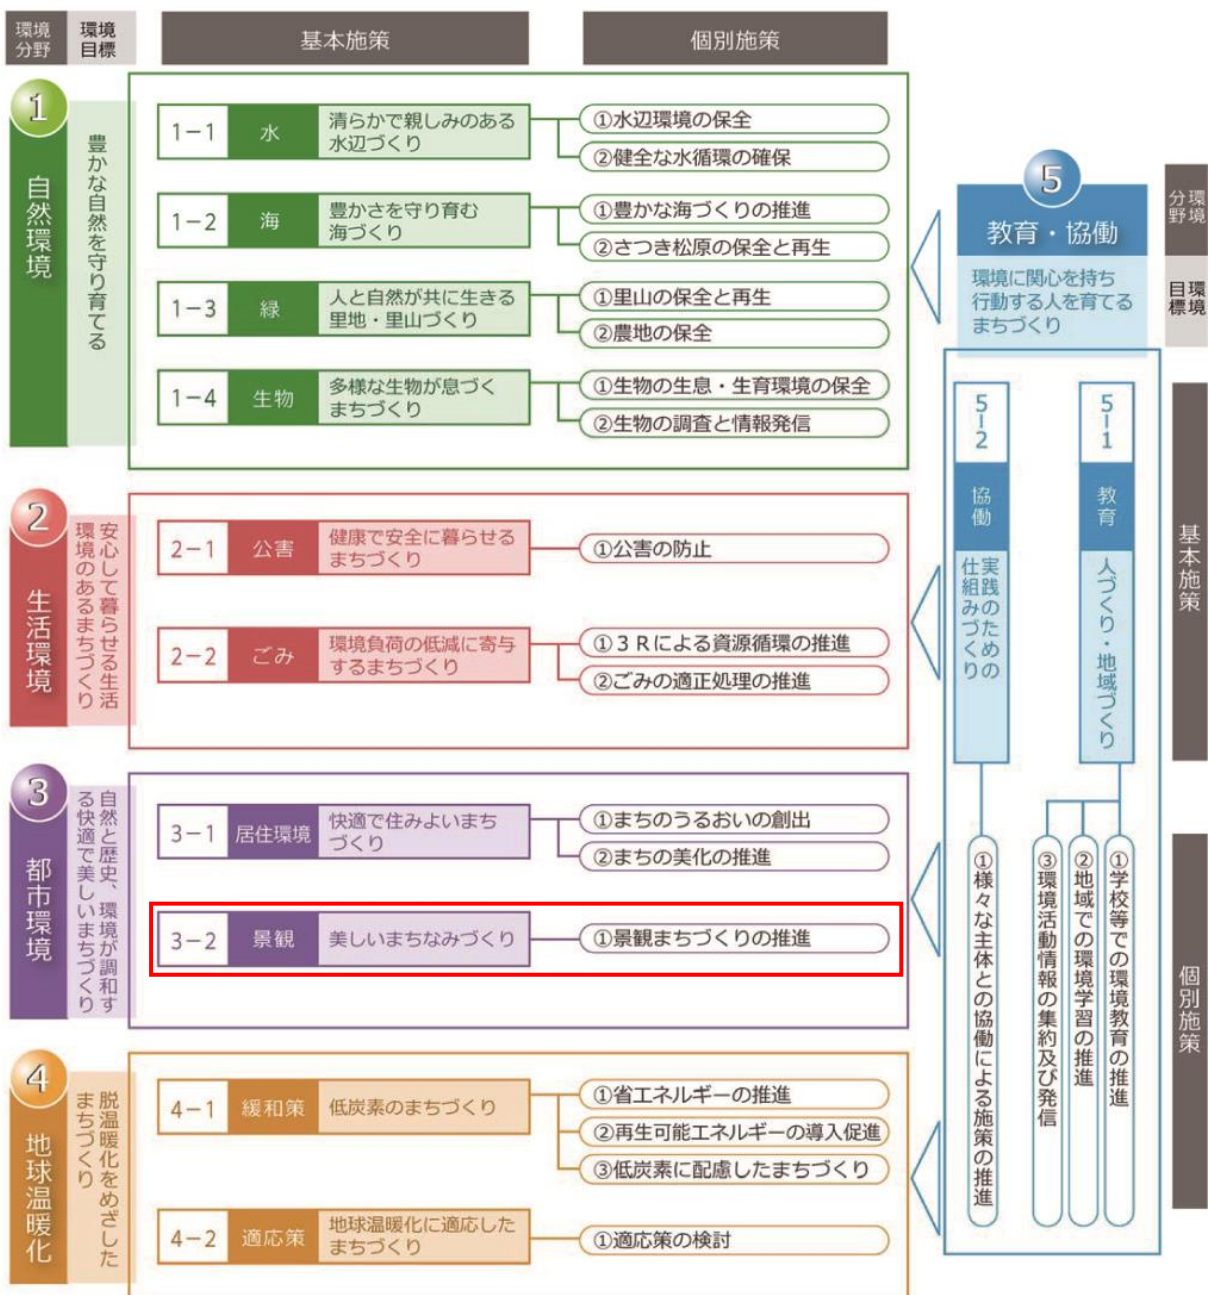 環境
分野
環境
目標
基本施策
個別施策
1
自然環境
豊かな自然を守り育てる
1-1
水
清らかで親しみのある
水辺づくり
①水辺環境の保全
②健全な水循環の確保
1-2
海
豊かさを守り育む
海づくり
①豊かな海づくりの推進
②さつき松原の保全と再生
1-3
緑
人と自然が共に生きる
里地・里山づくり
①里山の保全と再生
②農地の保全
1-4
生物
多様な生物が息づく
まちづくり
①生物の生息・生育環境の保全
②生物の調査と情報発信
2
生活環境
安心して暮らせる生活
環境のあるまちづくり
2-1
公害
健康で安全に暮らせる
まちづくり
①公害の防止
2-2
ごみ
環境負荷の低減に寄与
するまちづくり
①3Rによる資源循環の推進
②ごみの適正処理の推進
3
都市環境
自然と歴史、環境が調和す
る快適で美しいまちづくり
3-1
居住環境
快適で住みよいまち
づくり
①まちのうるおいの創出
②まちの美化の推進
3-2
景観
美しいまちなみづくり
①景観まちづくりの推進
4
地球温暖化
脱温暖化をめざした
まちづくり
4-1
緩和策
低炭素のまちづくり
①省エネルギーの推進
②再生可能エネルギーの導入促進
③低炭素に配慮したまちづくり
4-2
適応策
地球温暖化に適応した
まちづくり
①適応策の検討
5
教育・協働
環境に関心を持ち
行動する人を育てる
まちづくり
環境
分野
環境
目標
基本施策
個別施策
5-1
教育
人づくり・地域づくり
①学校等での環境教育の推進
②地域での環境学習の推進
③環境活動情報の集約及び発信
5-2
協働
実践のための
仕組みづくり
①様々な主体との協働による施策の推進